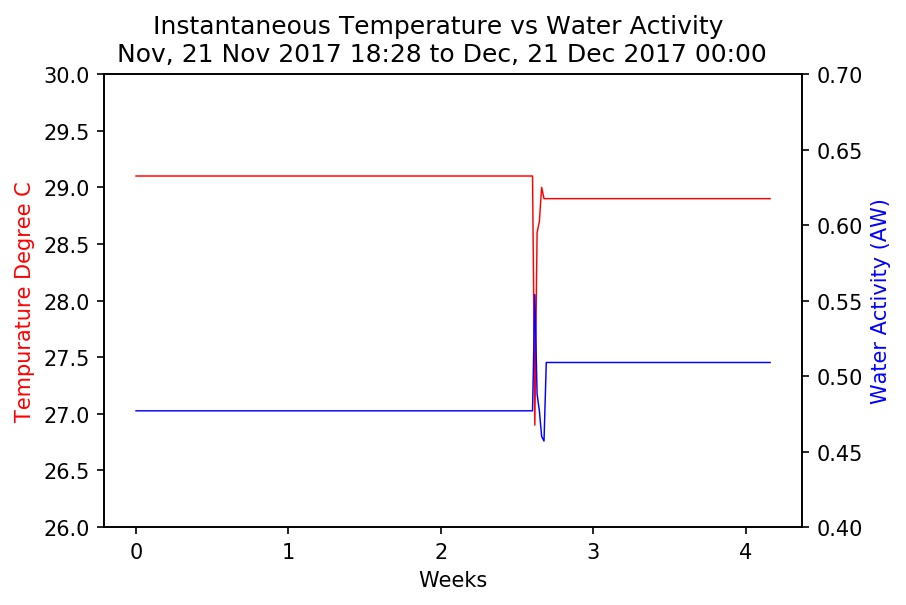 Instantaneous Temperature vs Water Activity
Nov, 21 Nov 2017 18:28 to Dec, 21 Dec 2017 00:00
30.0
29.5
29.0
28.5
28.0
27.5
27.0
26.5
26.0
Tempurature Degree C
0.70
0.65
0.60
0.55
0.50
0.45
0.40
Water Activity (AW)
0 1 2 3 4
Weeks